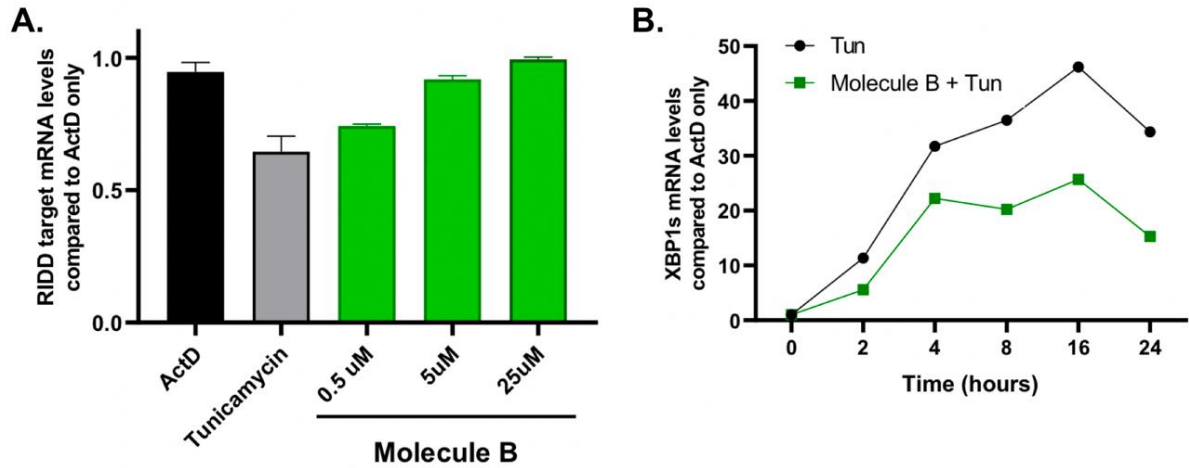 A.
RIDD target mRNA levels
compared to ActD only
1.0
0.5
0.0
ActD
Tunicamycin
0.5 uM
5uM
25uM
Molecule B
B.
XBP1s mRNA levels
compared to ActD only
50
40
30
20
10
0
Tun
Molecule B + Tun
0 2 4 8 16 24
Time (hours)